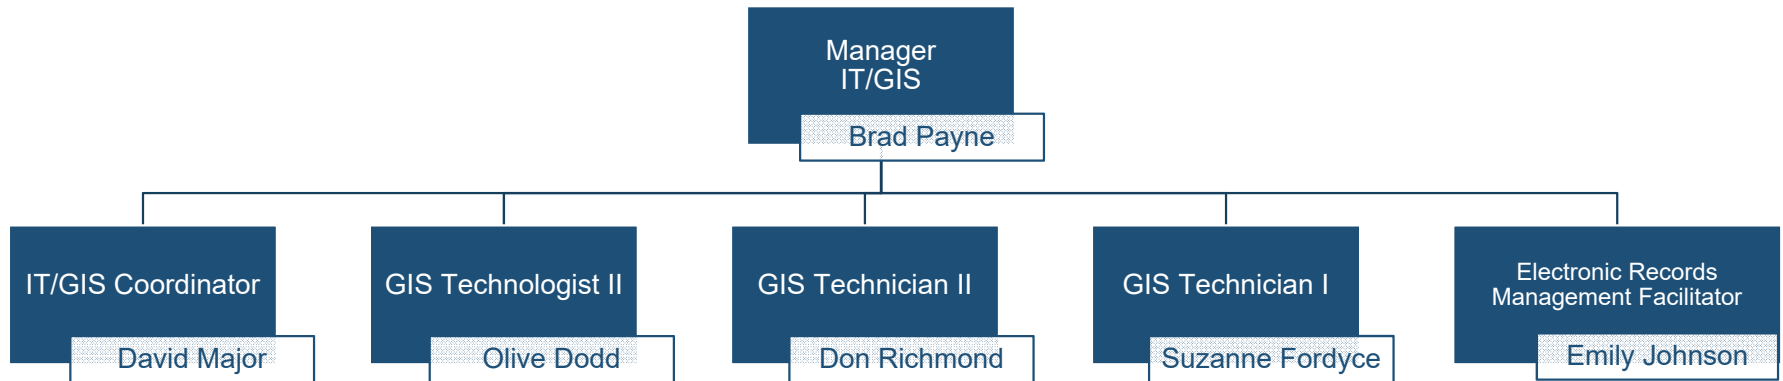 Manager
IT/GIS
Brad Payne
IT/GIS Coordinator
David Major
GIS Technologist II
Olive Dodd
GIS Technician II
Don Richmond
GIS Technician I
Suzanne Fordyce
Electronic Records
Management Facilitator
Emily Johnson